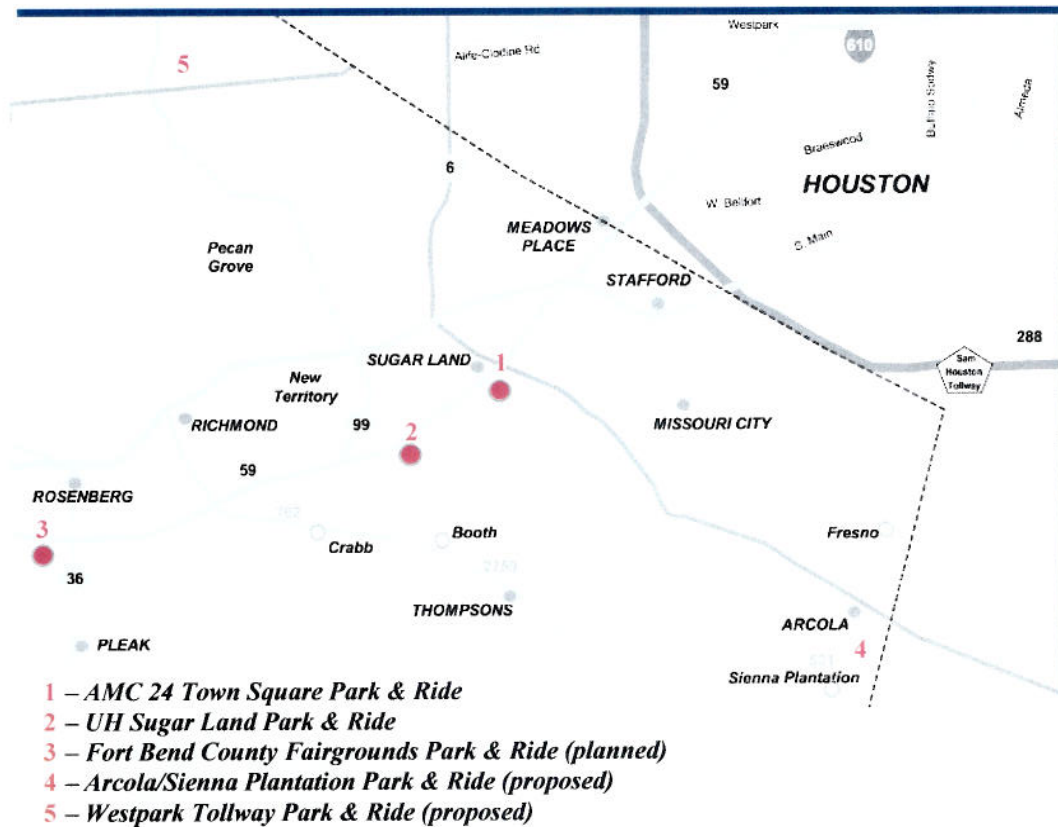 Westpark
610
Alife-Clodine Rd
5
59
Buffalo Spdwy
Almeda
Braeswood
6
HOUSTON
W. Bellfort
MEADOWS
PLACE
S. Main
Pecan
Grove
STAFFORD
288
SUGAR LAND
1
Sam
Houston
Tollway
New
Territory
RICHMOND
99
2
MISSOURI CITY
59
ROSENBERG
762
3
Crabb
Booth
Fresno
36
2759
THOMPSONS
ARCOLA
PLEAK
4
521
Sienna Plantation
1 – AMC 24 Town Square Park & Ride
2 – UH Sugar Land Park & Ride
3 – Fort Bend County Fairgrounds Park & Ride (planned)
4 – Arcola/Sienna Plantation Park & Ride (proposed)
5 – Westpark Tollway Park & Ride (proposed)